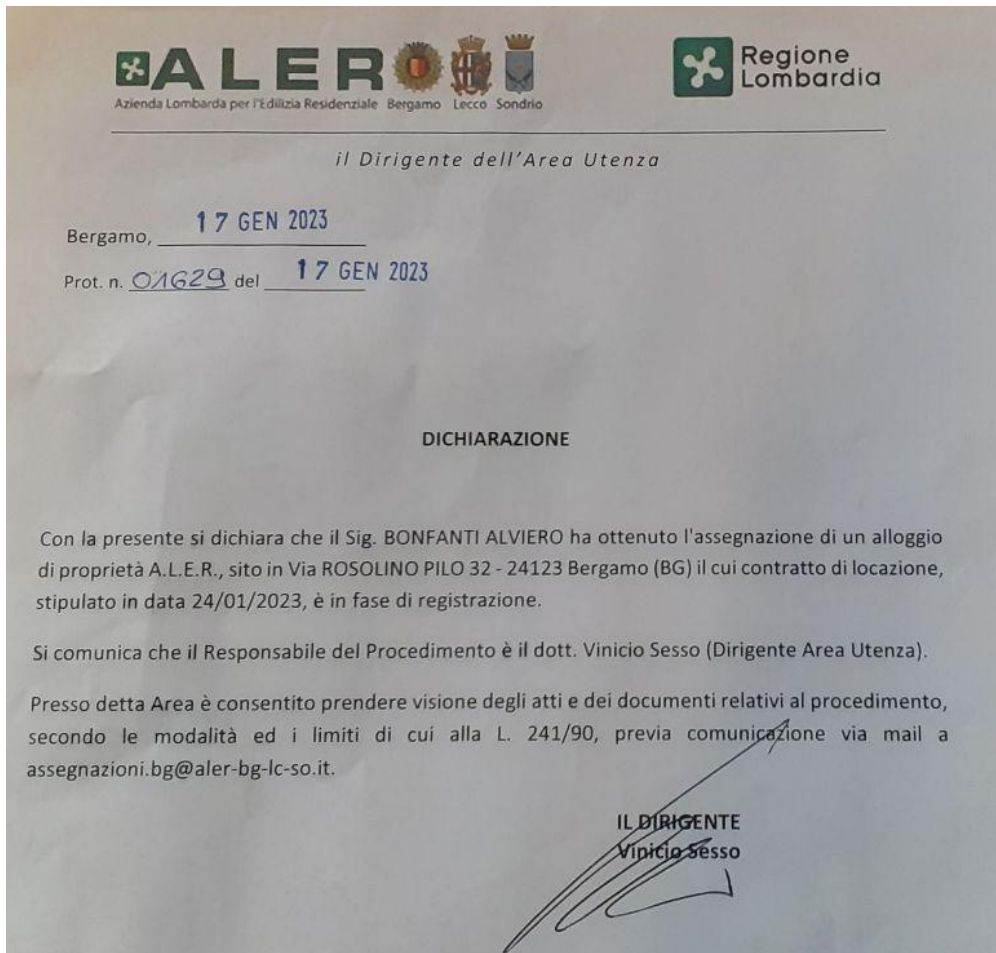 ALER
Azienda Lombarda per l'Edilizia Residenziale Bergamo Lecco Sondrio
Regione
Lombardia
il Dirigente dell'Area Utenza
Bergamo, 17 GEN 2023
Prot. n. 01629 del 17 GEN 2023
DICHIARAZIONE
Con la presente si dichiara che il Sig. BONFANTI ALVIERO ha ottenuto l'assegnazione di un alloggio
di proprietà A.L.E.R., sito in Via ROSOLINO PILO 32 - 24123 Bergamo (BG) il cui contratto di locazione,
stipulato in data 24/01/2023, è in fase di registrazione.
Si comunica che il Responsabile del Procedimento è il dott. Vinicio Sesso (Dirigente Area Utenza).
Presso detta Area è consentito prendere visione degli atti e dei documenti relativi al procedimento,
secondo le modalità ed i limiti di cui alla L. 241/90, previa comunicazione via mail a
assegnazioni.bg@aler-bg-lc-so.it.
IL DIRIGENTE
Vinicio Sesso